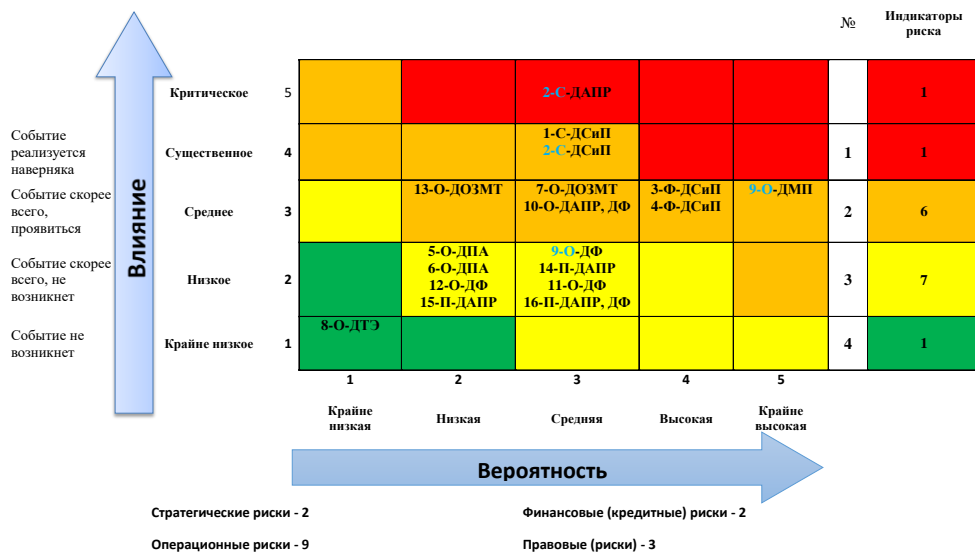 №
Индикаторы
риска
Влияние
Критическое
5
2-С-ДАПР
1
Событие
реализуется
наверняка
Существенное
4
1-С-ДСиП
2-С-ДСиП
1
1
Событие скорее
всего,
проявиться
Среднее
3
13-О-ДОЗМТ
7-О-ДОЗМТ
10-О-ДАПР, ДФ
3-Ф-ДСиП
4-Ф-ДСиП
9-О-ДМП
2
6
Событие скорее
всего, не
возникнет
Низкое
2
5-О-ДПА
6-О-ДПА
12-О-ДФ
15-П-ДАПР
9-О-ДФ
14-П-ДАПР
11-О-ДФ
16-П-ДАПР, ДФ
3
7
Событие не
возникнет
Крайне низкое
1
8-О-ДТЭ
4
1
1
2
3
4
5
Крайне
низкая
Низкая
Средняя
Высокая
Крайне
высокая
Вероятность
Стратегические риски - 2
Финансовые (кредитные) риски - 2
Операционные риски - 9
Правовые (риски) - 3